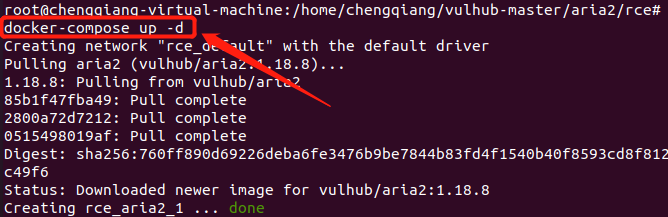 root@chengqiang-virtual-machine:/home/chengqiang/vulhub-master/aria2/rce#
docker-compose up -d
Creating network "rce_default" with the default driver
Pulling aria2 (vulhub/aria2:1.18.8)...
1.18.8: Pulling from vulhub/aria2
85b1f47fba49: Pull complete
2800a72d7212: Pull complete
0515498019af: Pull complete
Digest: sha256:760ff890d69226deba6fe3476b9be7844b83fd4f1540b40f8593cd8f812
c49f6
Status: Downloaded newer image for vulhub/aria2:1.18.8
Creating rce_aria2_1 ... done